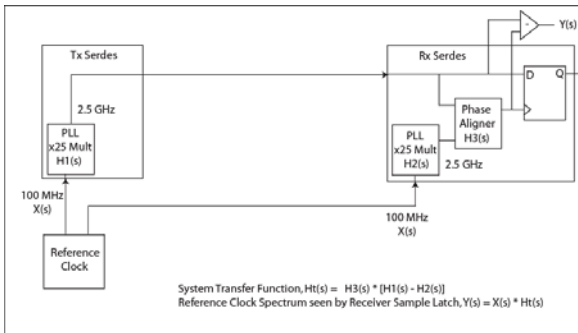 Tx Serdes
2.5 GHz
PLL
x25 Mult
H1(s)
100 MHz
X(s)
Reference
Clock
Rx Serdes
PLL
x25 Mult
H2(s)
2.5 GHz
Phase
Aligner
H3(s)
D
Q
-
Y(s)
100 MHz
X(s)
System Transfer Function, Ht(s) = H3(s) * [H1(s) - H2(s)]
Reference Clock Spectrum seen by Receiver Sample Latch, Y(s) = X(s) * Ht(s)